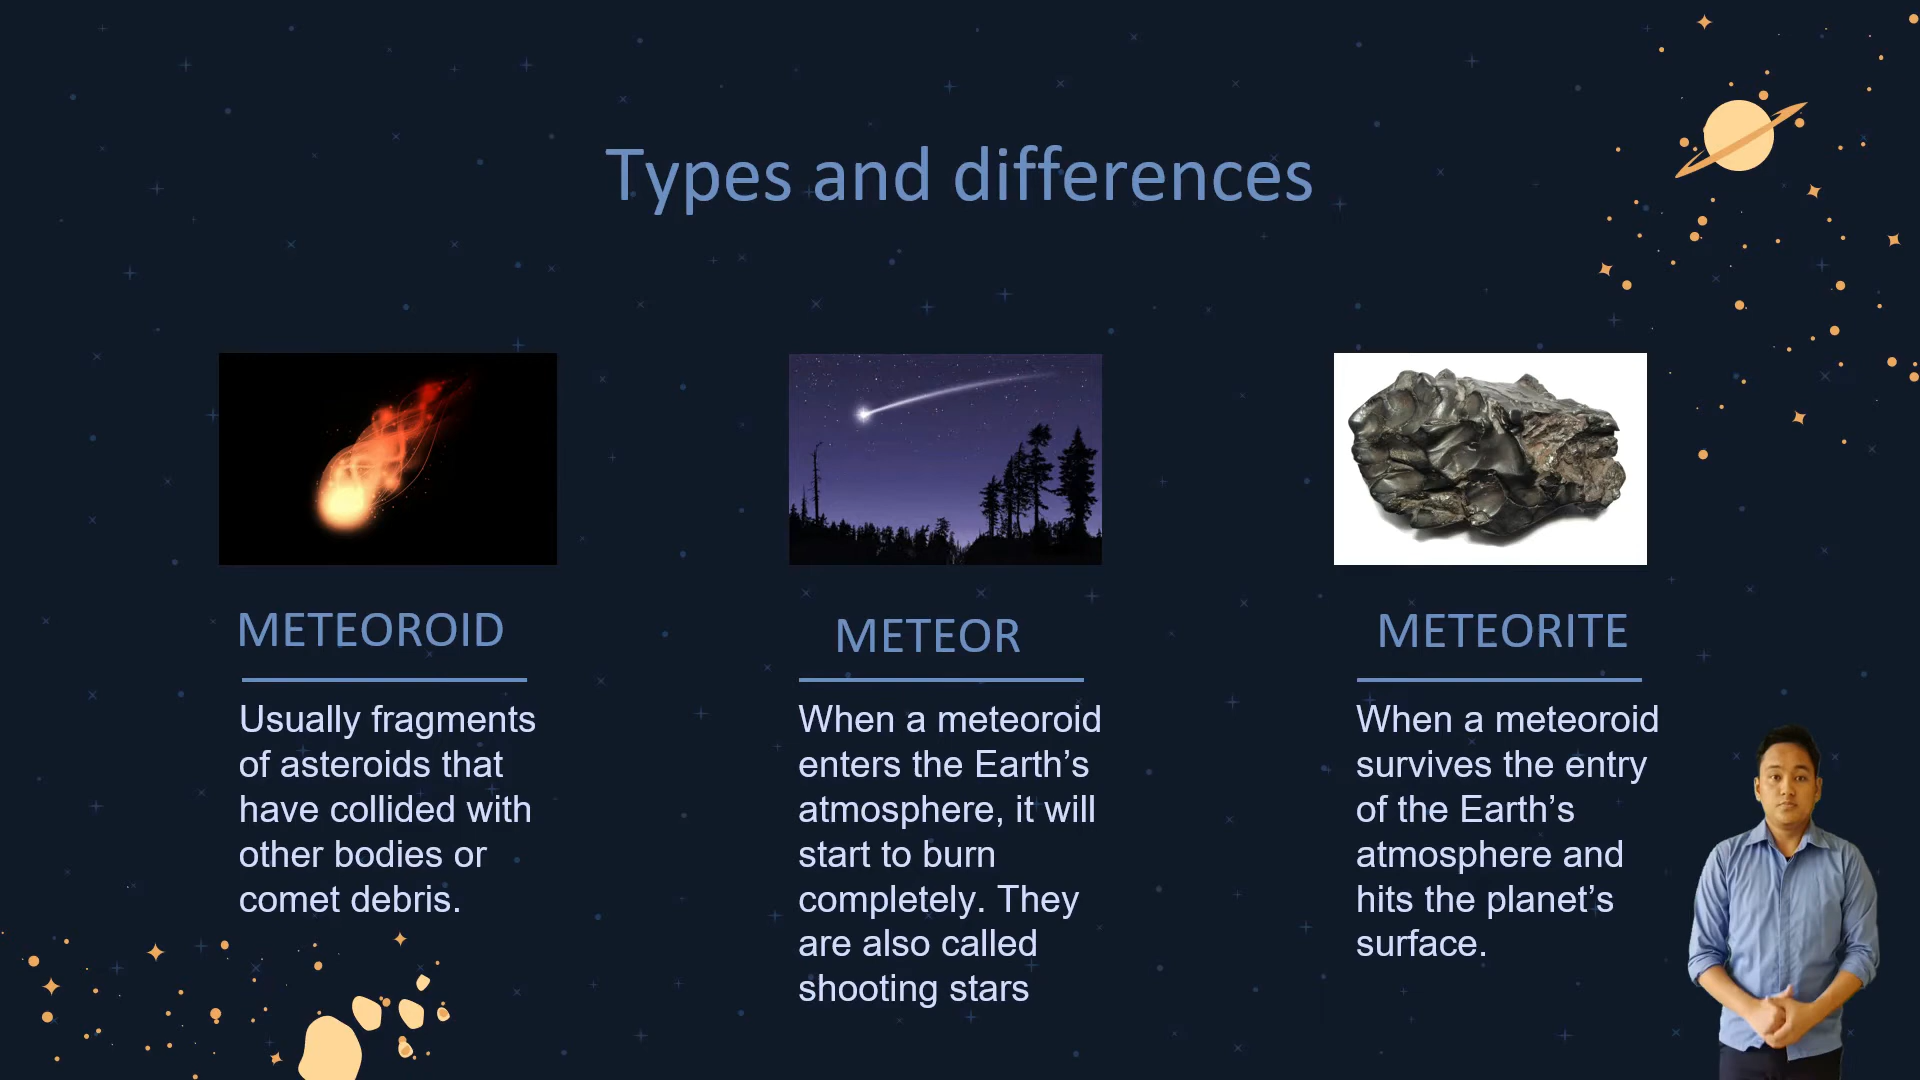 Types and differences
METEOROID
Usually fragments
of asteroids that
have collided with
other bodies or
comet debris.
METEOR
When a meteoroid
enters the Earth’s
atmosphere, it will
start to burn
completely. They
are also called
shooting stars
METEORITE
When a meteoroid
survives the entry
of the Earth’s
atmosphere and
hits the planet’s
surface.